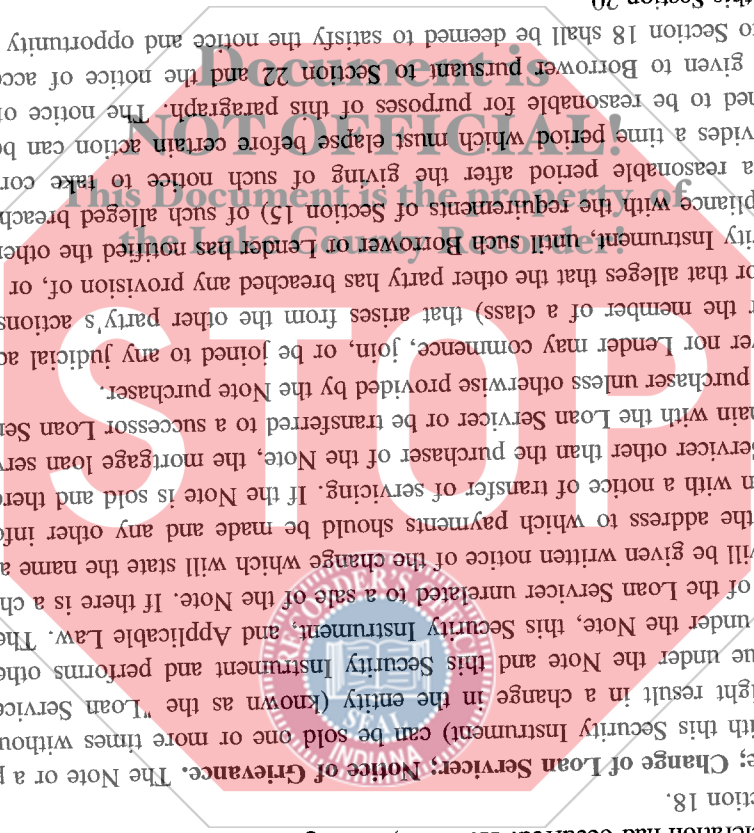 ction 18.
e; Change of Loan Servicer; Notice of Grievance. The Note or a p
ith this Security Instrument) can be sold one or more times without
ight result in a change in the entity (known as the "Loan Service
ue under the Note and this Security Instrument and performs othe
under the Note, this Security Instrument, and Applicable Law. The
of the Loan Servicer unrelated to a sale of the Note. If there is a ch
will be given written notice of the change which will state the name a
the address to which payments should be made and any other info
n with a notice of transfer of servicing. If the Note is sold and there
Servicer other than the purchaser of the Note, the mortgage loan serv
main with the Loan Servicer or be transferred to a successor Loan Ser
purchaser unless otherwise provided by the Note purchaser.
wer nor Lender may commence, join, or be joined to any judicial ac
r the member of a class) that arises from the other party's actions
or that alleges that the other party has breached any provision of, or
ity Instrument, until such Borrower or Lender has notified the other
pliance with the requirements of Section 15) of such alleged breach
a reasonable period after the giving of such notice to take cor
vides a time period which must elapse before certain action can be
ned to be reasonable for purposes of this paragraph. The notice of
given to Borrower pursuant to Section 22 and the notice of acce
to Section 18 shall be deemed to satisfy the notice and opportunity
this Section 20
Document is
NOT OFFICIAL!
This Document is the property of
the Lake County Recorder!
STOP
RECORDER'S OFFICE
SEAL
INDIANA